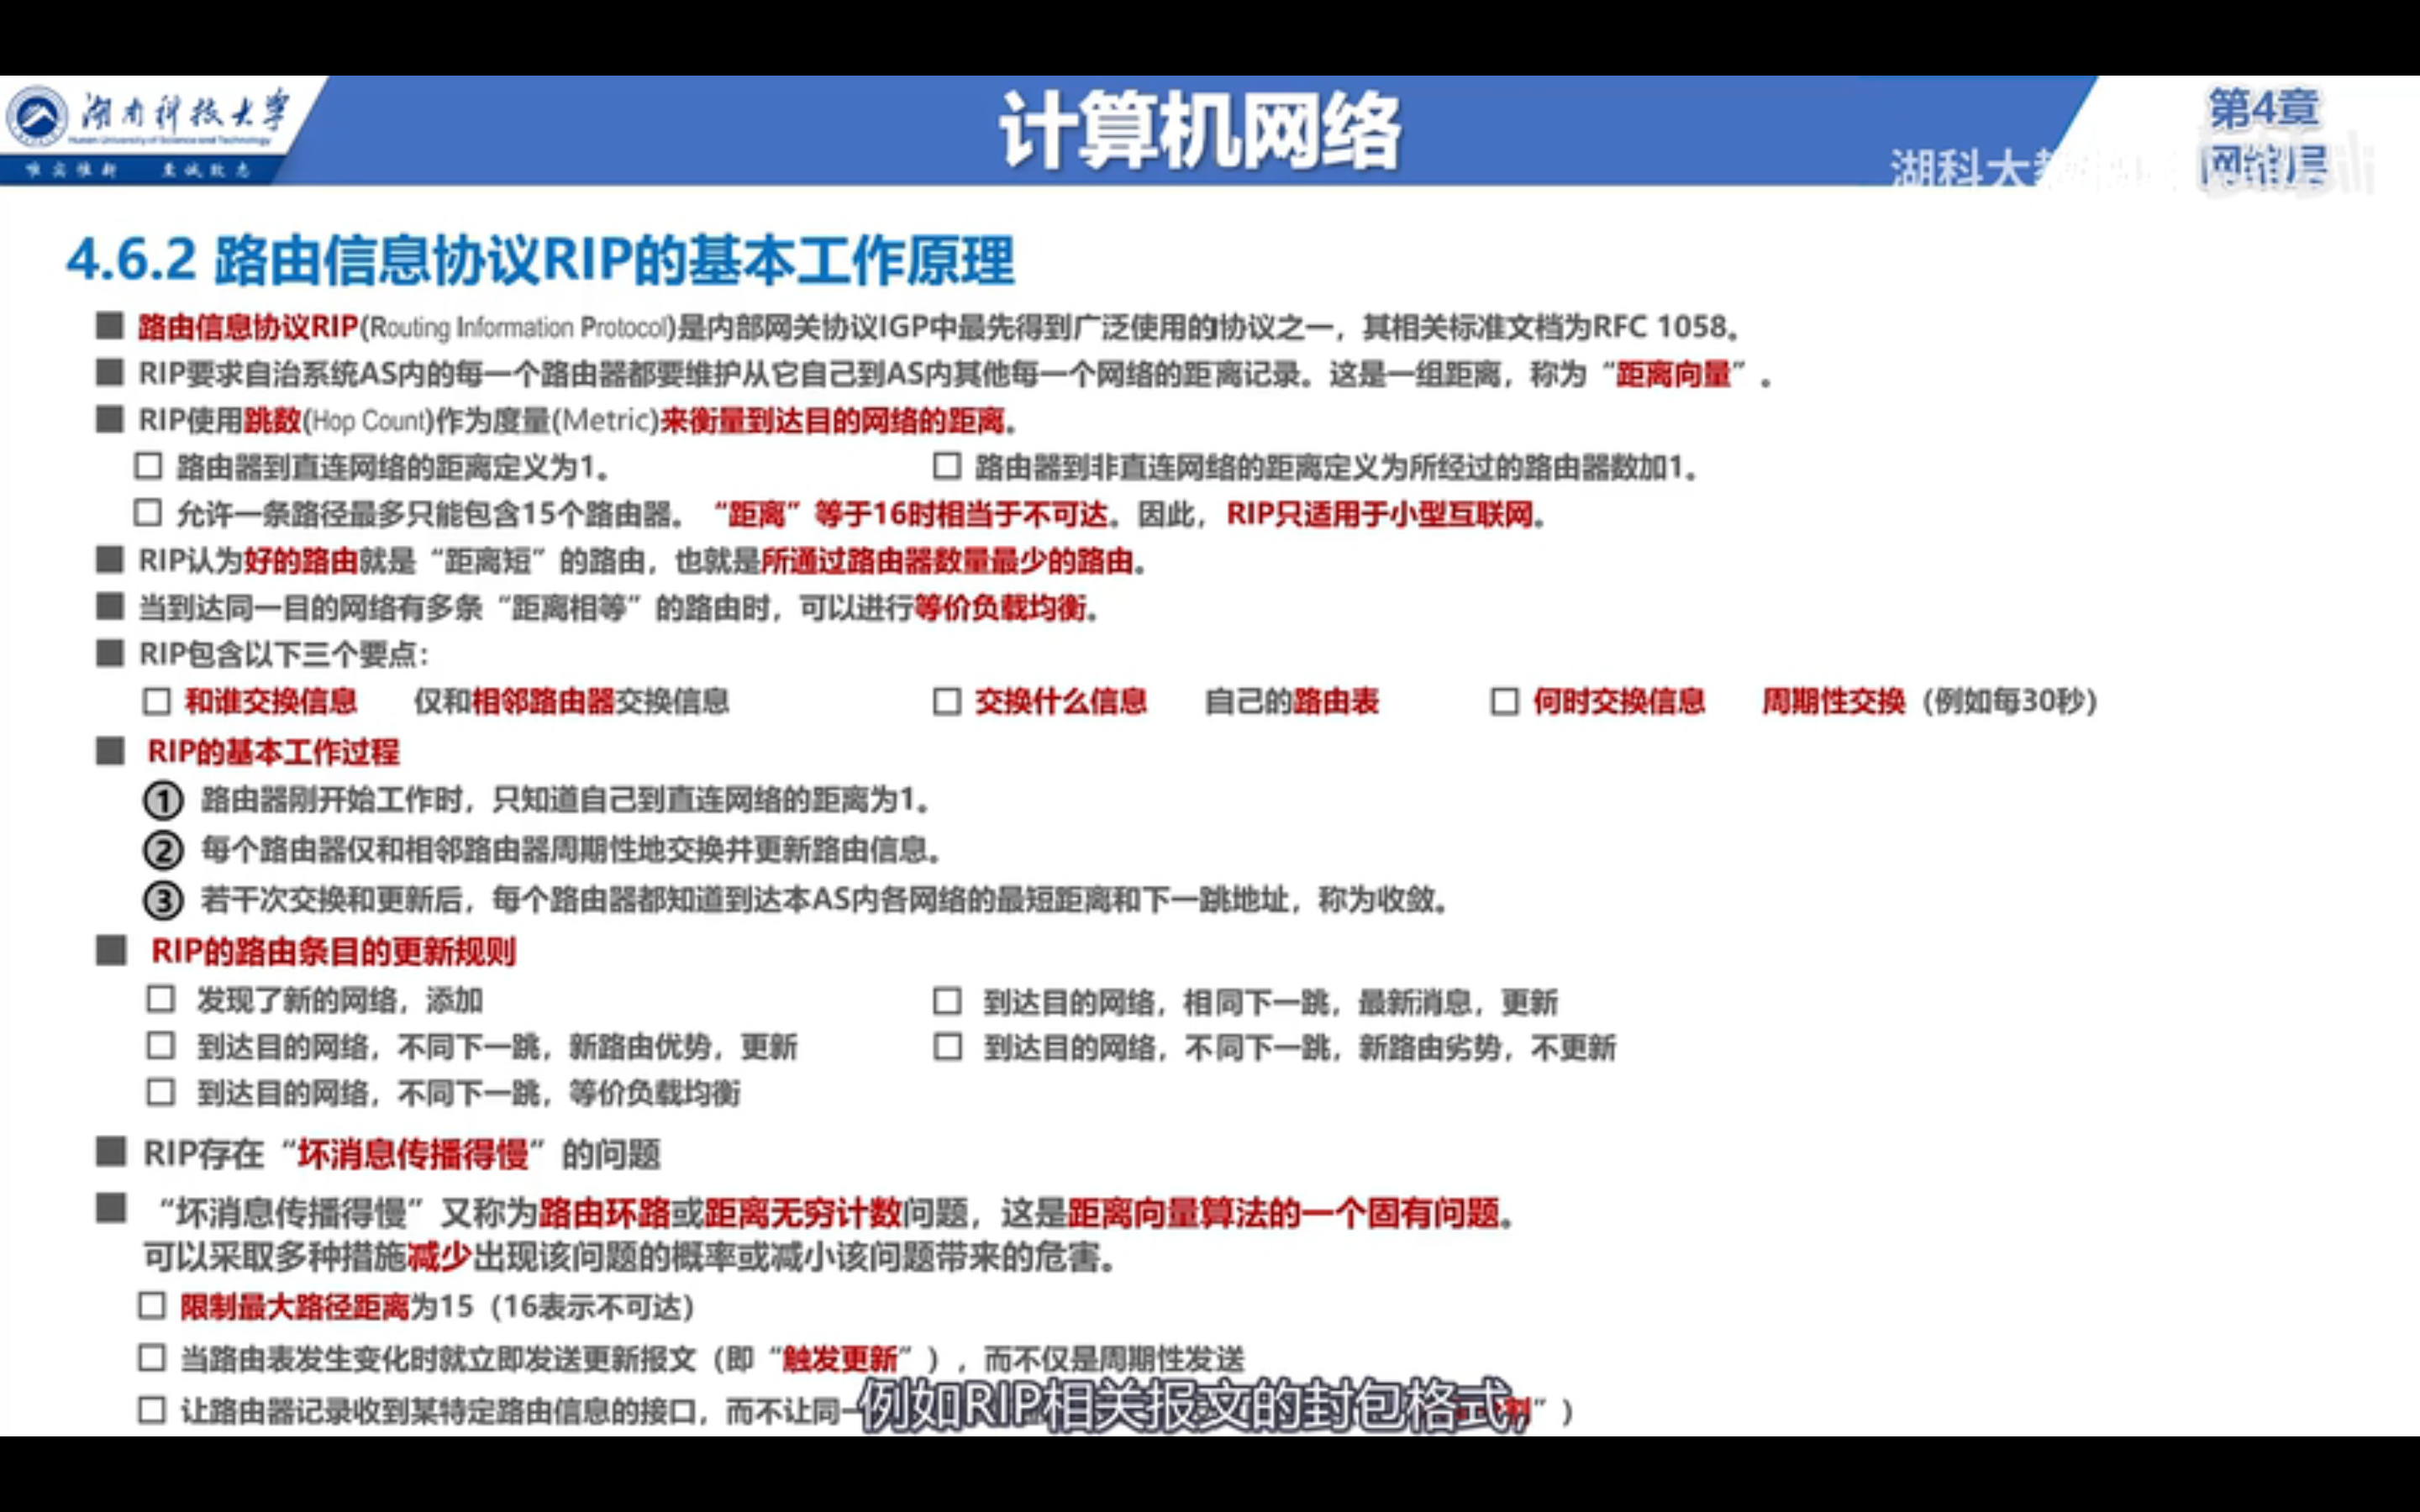 湖南科技大学
Hunan University of Science and Technology
唯实惟新 至诚致志
计算机网络
第4章
网络层
湖科大
4.6.2 路由信息协议RIP的基本工作原理
路由信息协议RIP(Routing Information Protocol)是内部网关协议IGP中最先得到广泛使用的协议之一，其相关标准文档为RFC 1058。
RIP要求自治系统AS内的每一个路由器都要维护从它自己到AS内其他每一个网络的距离记录。这是一组距离，称为“距离向量”。
RIP使用跳数(Hop Count)作为度量(Metric)来衡量到达目的网络的距离。
路由器到直连网络的距离定义为1。 路由器到非直连网络的距离定义为所经过的路由器数加1。
允许一条路径最多只能包含15个路由器。“距离”等于16时相当于不可达。因此，RIP只适用于小型互联网。
RIP认为好的路由就是“距离短”的路由，也就是所通过路由器数量最少的路由。
当到达同一目的网络有多条“距离相等”的路由时，可以进行等价负载均衡。
RIP包含以下三个要点：
和谁交换信息 仅和相邻路由器交换信息 交换什么信息 自己的路由表 何时交换信息 周期性交换（例如每30秒）
RIP的基本工作过程
① 路由器刚开始工作时，只知道自己到直连网络的距离为1。
② 每个路由器仅和相邻路由器周期性地交换并更新路由信息。
③ 若干次交换和更新后，每个路由器都知道到达本AS内各网络的最短距离和下一跳地址，称为收敛。
RIP的路由条目的更新规则
发现了新的网络，添加 到达目的网络，相同下一跳，最新消息，更新
到达目的网络，不同下一跳，新路由优势，更新 到达目的网络，不同下一跳，新路由劣势，不更新
到达目的网络，不同下一跳，等价负载均衡
RIP存在“坏消息传播得慢”的问题
“坏消息传播得慢”又称为路由环路或距离无穷计数问题，这是距离向量算法的一个固有问题。
可以采取多种措施减少出现该问题的概率或减小该问题带来的危害。
限制最大路径距离为15（16表示不可达）
当路由表发生变化时就立即发送更新报文（即“触发更新”），而不仅是周期性发送
让路由器记录收到某特定路由信息的接口，而不让同一 割”）
例如RIP相关报文的封包格式，